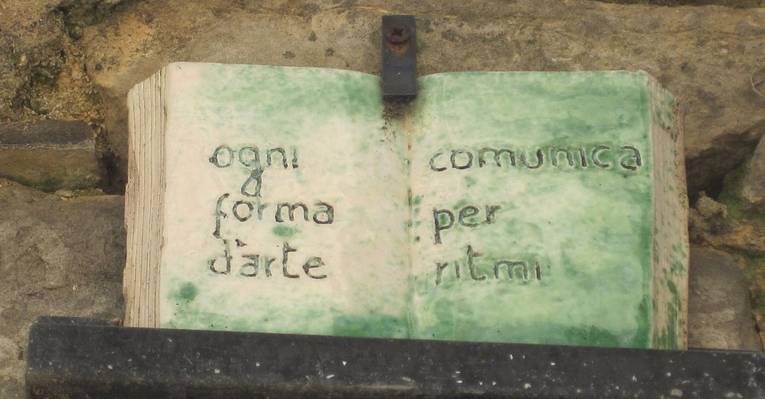 ogni
forma
d'arte
comunica
per
ritmi